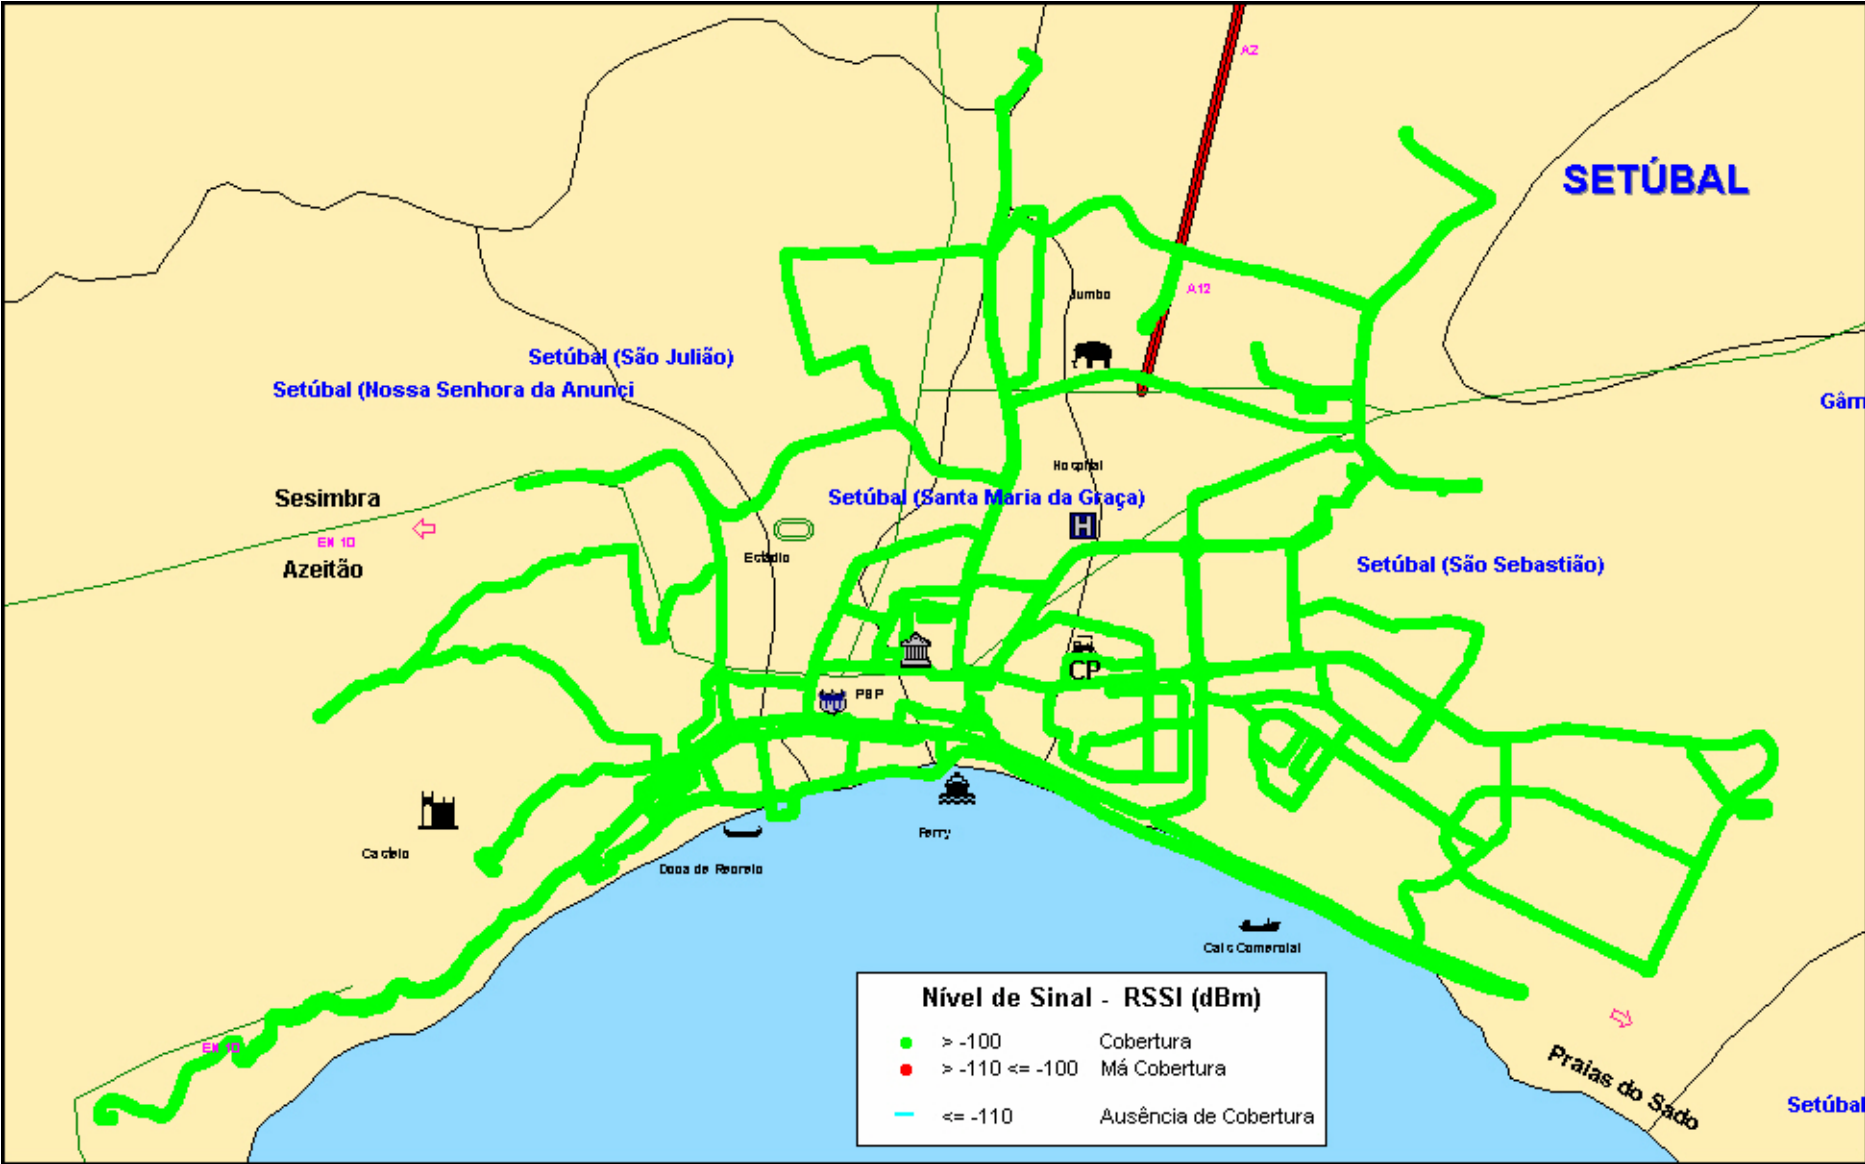 A2
SETÚBAL
A12
Jumbo
Setúbal (São Julião)
Setúbal (Nossa Senhora da Anunci
Gâm
Hospital
Sesimbra
Setúbal (Santa Maria da Graça)
H
EN 10
Estádio
Azeitão
Setúbal (São Sebastião)
CP
PSP
Ferry
Castelo
Doca de Recreio
Cais Comercial
Nível de Sinal - RSSI (dBm)
> -100 Cobertura
> -110 <= -100 Má Cobertura
<= -110 Ausência de Cobertura
EN 10
Praias do Sado
Setúbal